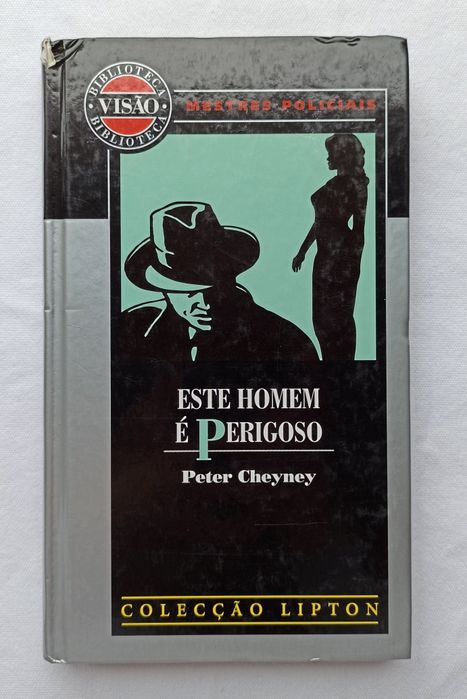 BIBLIOTECA
VISÃO
BIBLIOTECA
MESTRES POLICIAIS
ESTE HOMEM
É PERIGOSO
Peter Cheyney
COLECÇÃO LIPTON